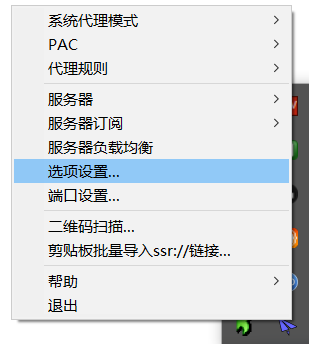 系统代理模式
PAC
代理规则
服务器
服务器订阅
服务器负载均衡
选项设置...
端口设置...
二维码扫描...
剪贴板批量导入ssr://链接...
帮助
退出